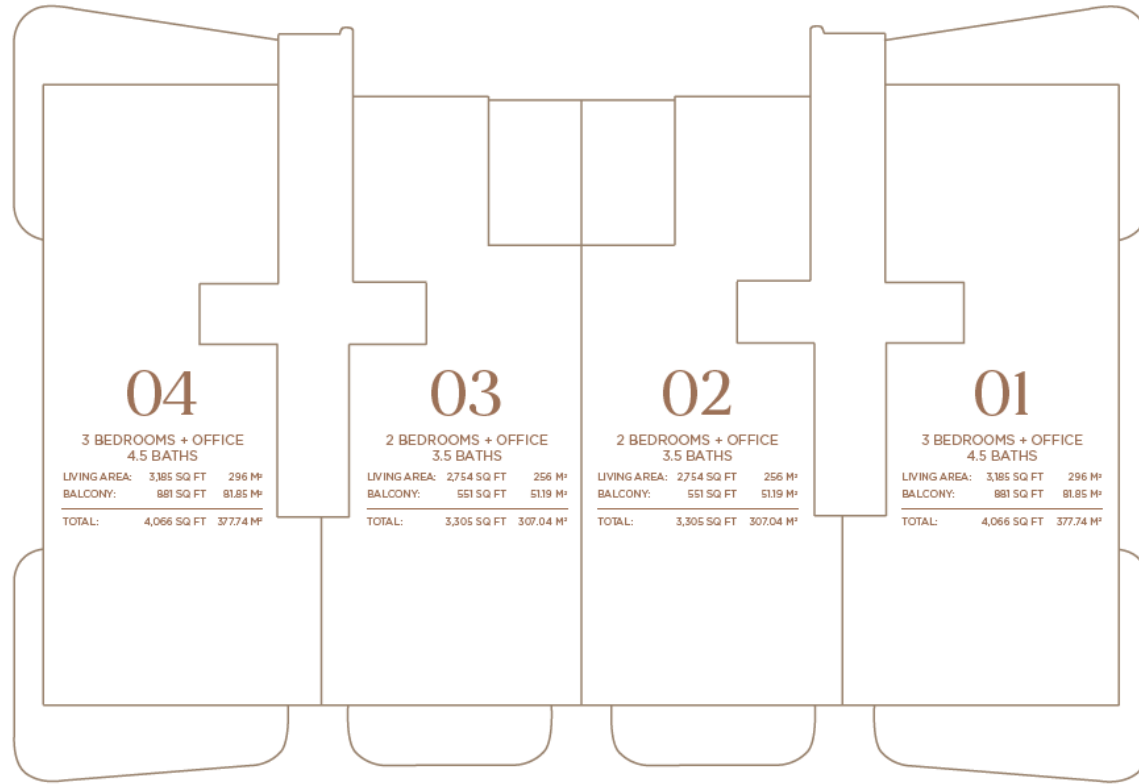 04
3 BEDROOMS + OFFICE
4.5 BATHS
LIVING AREA: 3,185 SQ FT 296 M²
BALCONY: 881 SQ FT 81.85 M²
TOTAL: 4,066 SQ FT 377.74 M²
03
2 BEDROOMS + OFFICE
3.5 BATHS
LIVING AREA: 2,754 SQ FT 256 M²
BALCONY: 551 SQ FT 51.19 M²
TOTAL: 3,305 SQ FT 307.04 M²
02
2 BEDROOMS + OFFICE
3.5 BATHS
LIVING AREA: 2,754 SQ FT 256 M²
BALCONY: 551 SQ FT 51.19 M²
TOTAL: 3,305 SQ FT 307.04 M²
01
3 BEDROOMS + OFFICE
4.5 BATHS
LIVING AREA: 3,185 SQ FT 296 M²
BALCONY: 881 SQ FT 81.85 M²
TOTAL: 4,066 SQ FT 377.74 M²